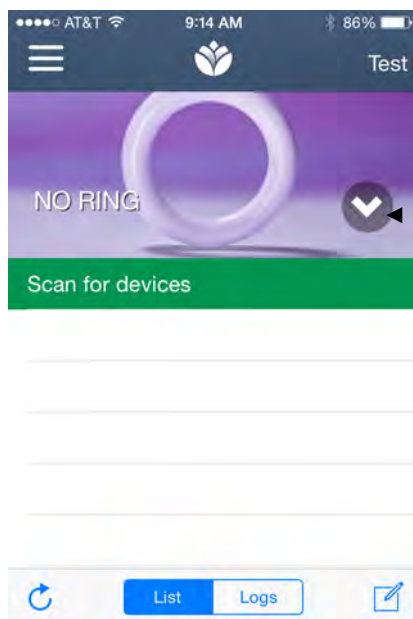 AT&T 9:14 AM 86%
Test
NO RING
Scan for devices
List Logs